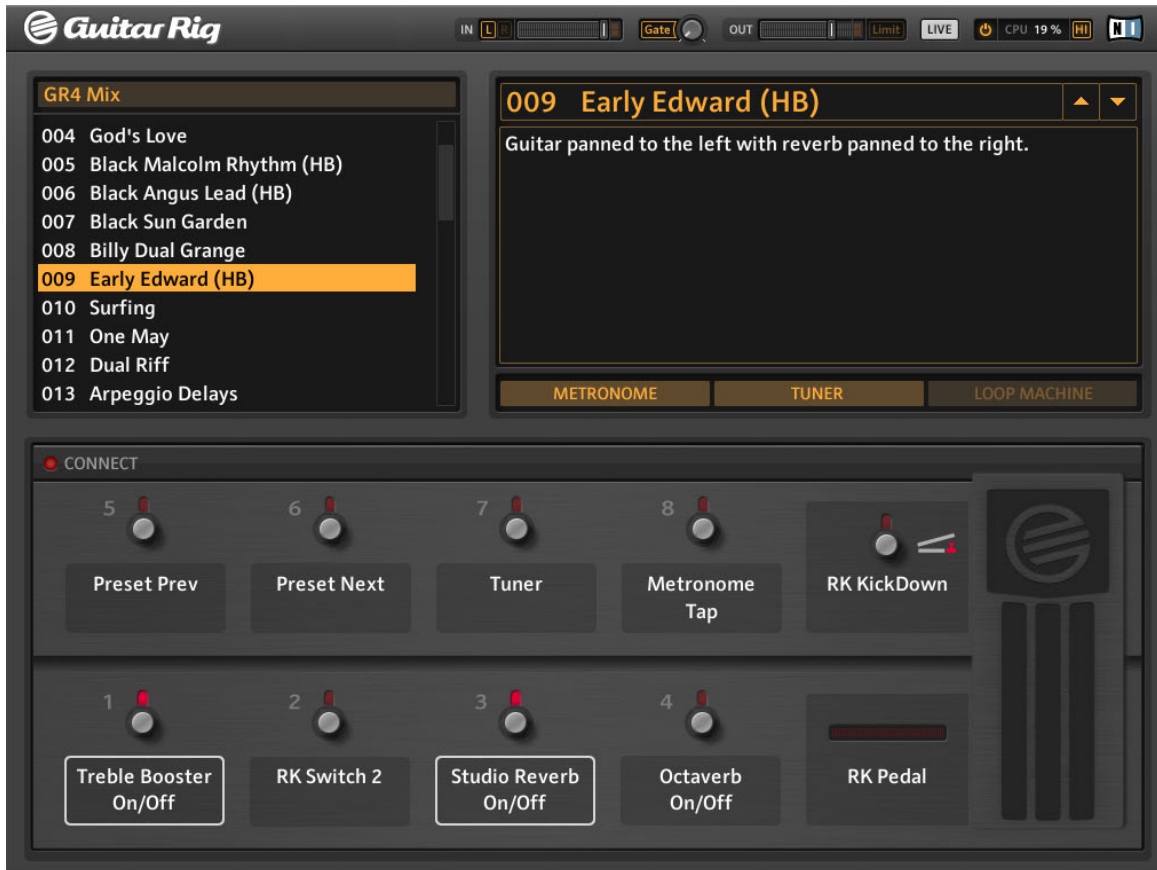 Guitar Rig
IN L R Gate OUT Limit LIVE CPU 19 % HI N I
GR4 Mix
004 God's Love
005 Black Malcolm Rhythm (HB)
006 Black Angus Lead (HB)
007 Black Sun Garden
008 Billy Dual Grange
009 Early Edward (HB)
010 Surfing
011 One May
012 Dual Riff
013 Arpeggio Delays
009 Early Edward (HB)
Guitar panned to the left with reverb panned to the right.
METRONOME TUNER LOOP MACHINE
CONNECT
5 6 7 8
Preset Prev Preset Next Tuner Metronome
Tap
RK KickDown
1 2 3 4
Treble Booster
On/Off
RK Switch 2
Studio Reverb
On/Off
Octaverb
On/Off
RK Pedal